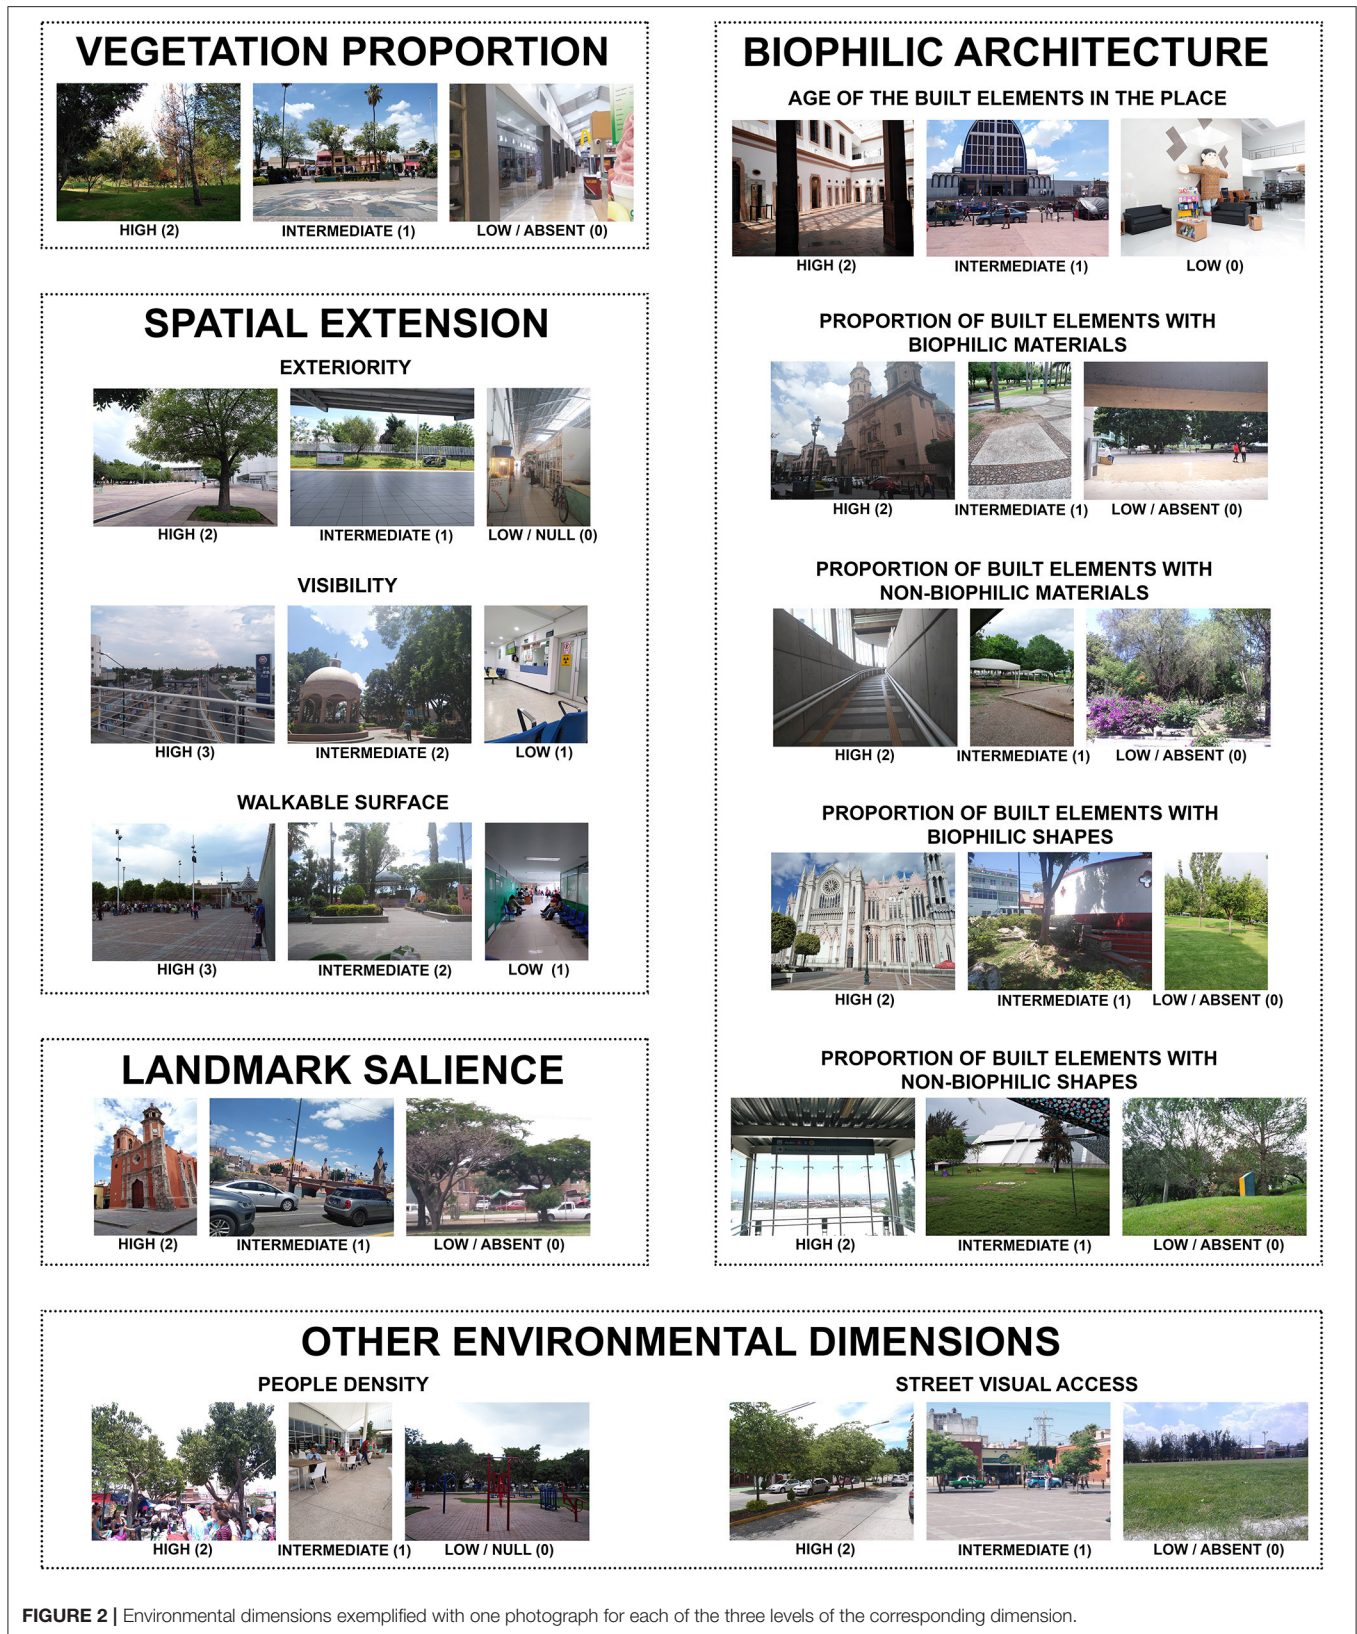 VEGETATION PROPORTION
HIGH (2)
INTERMEDIATE (1)
LOW / ABSENT (0)
SPATIAL EXTENSION
EXTERIORITY
HIGH (2)
INTERMEDIATE (1)
LOW / NULL (0)
VISIBILITY
HIGH (3)
INTERMEDIATE (2)
LOW (1)
WALKABLE SURFACE
HIGH (3)
INTERMEDIATE (2)
LOW (1)
LANDMARK SALIENCE
HIGH (2)
INTERMEDIATE (1)
LOW / ABSENT (0)
BIOPHILIC ARCHITECTURE
AGE OF THE BUILT ELEMENTS IN THE PLACE
HIGH (2)
INTERMEDIATE (1)
LOW (0)
PROPORTION OF BUILT ELEMENTS WITH
BIOPHILIC MATERIALS
HIGH (2)
INTERMEDIATE (1)
LOW / ABSENT (0)
PROPORTION OF BUILT ELEMENTS WITH
NON-BIOPHILIC MATERIALS
HIGH (2)
INTERMEDIATE (1)
LOW / ABSENT (0)
PROPORTION OF BUILT ELEMENTS WITH
BIOPHILIC SHAPES
HIGH (2)
INTERMEDIATE (1)
LOW / ABSENT (0)
PROPORTION OF BUILT ELEMENTS WITH
NON-BIOPHILIC SHAPES
HIGH (2)
INTERMEDIATE (1)
LOW / ABSENT (0)
OTHER ENVIRONMENTAL DIMENSIONS
PEOPLE DENSITY
HIGH (2)
INTERMEDIATE (1)
LOW / NULL (0)
STREET VISUAL ACCESS
HIGH (2)
INTERMEDIATE (1)
LOW / ABSENT (0)
FIGURE 2 | Environmental dimensions exemplified with one photograph for each of the three levels of the corresponding dimension.